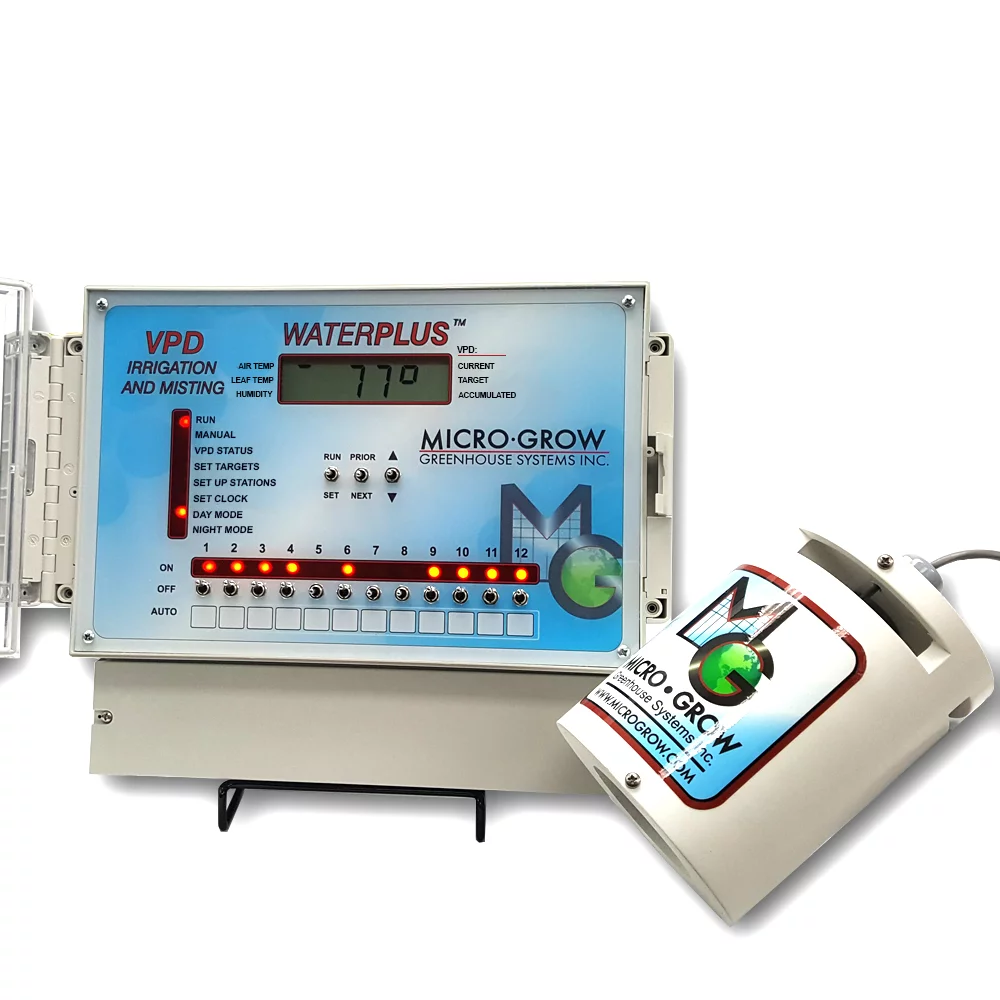 VPD
IRRIGATION
AND MISTING
WATERPLUS™
AIR TEMP
LEAF TEMP
HUMIDITY
77°
VPD:
CURRENT
TARGET
ACCUMULATED
RUN
MANUAL
VPD STATUS
SET TARGETS
SET UP STATIONS
SET CLOCK
DAY MODE
NIGHT MODE
RUN PRIOR ▲
SET NEXT ▼
MICRO·GROW
GREENHOUSE SYSTEMS INC.
MG
1 2 3 4 5 6 7 8 9 10 11 12
ON
OFF
AUTO
MG
MICRO•GROW
Greenhouse Systems Inc.
WWW.MICROGROW.COM